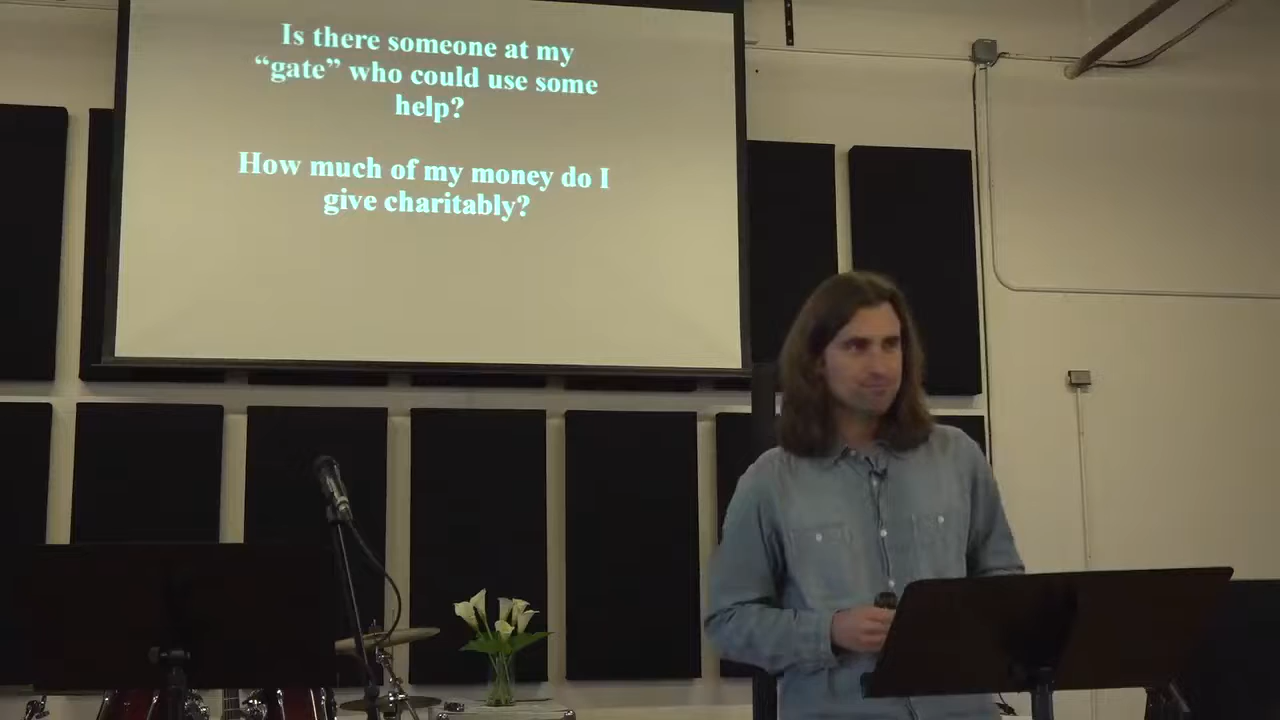 Is there someone at my
“gate” who could use some
help?
How much of my money do I
give charitably?